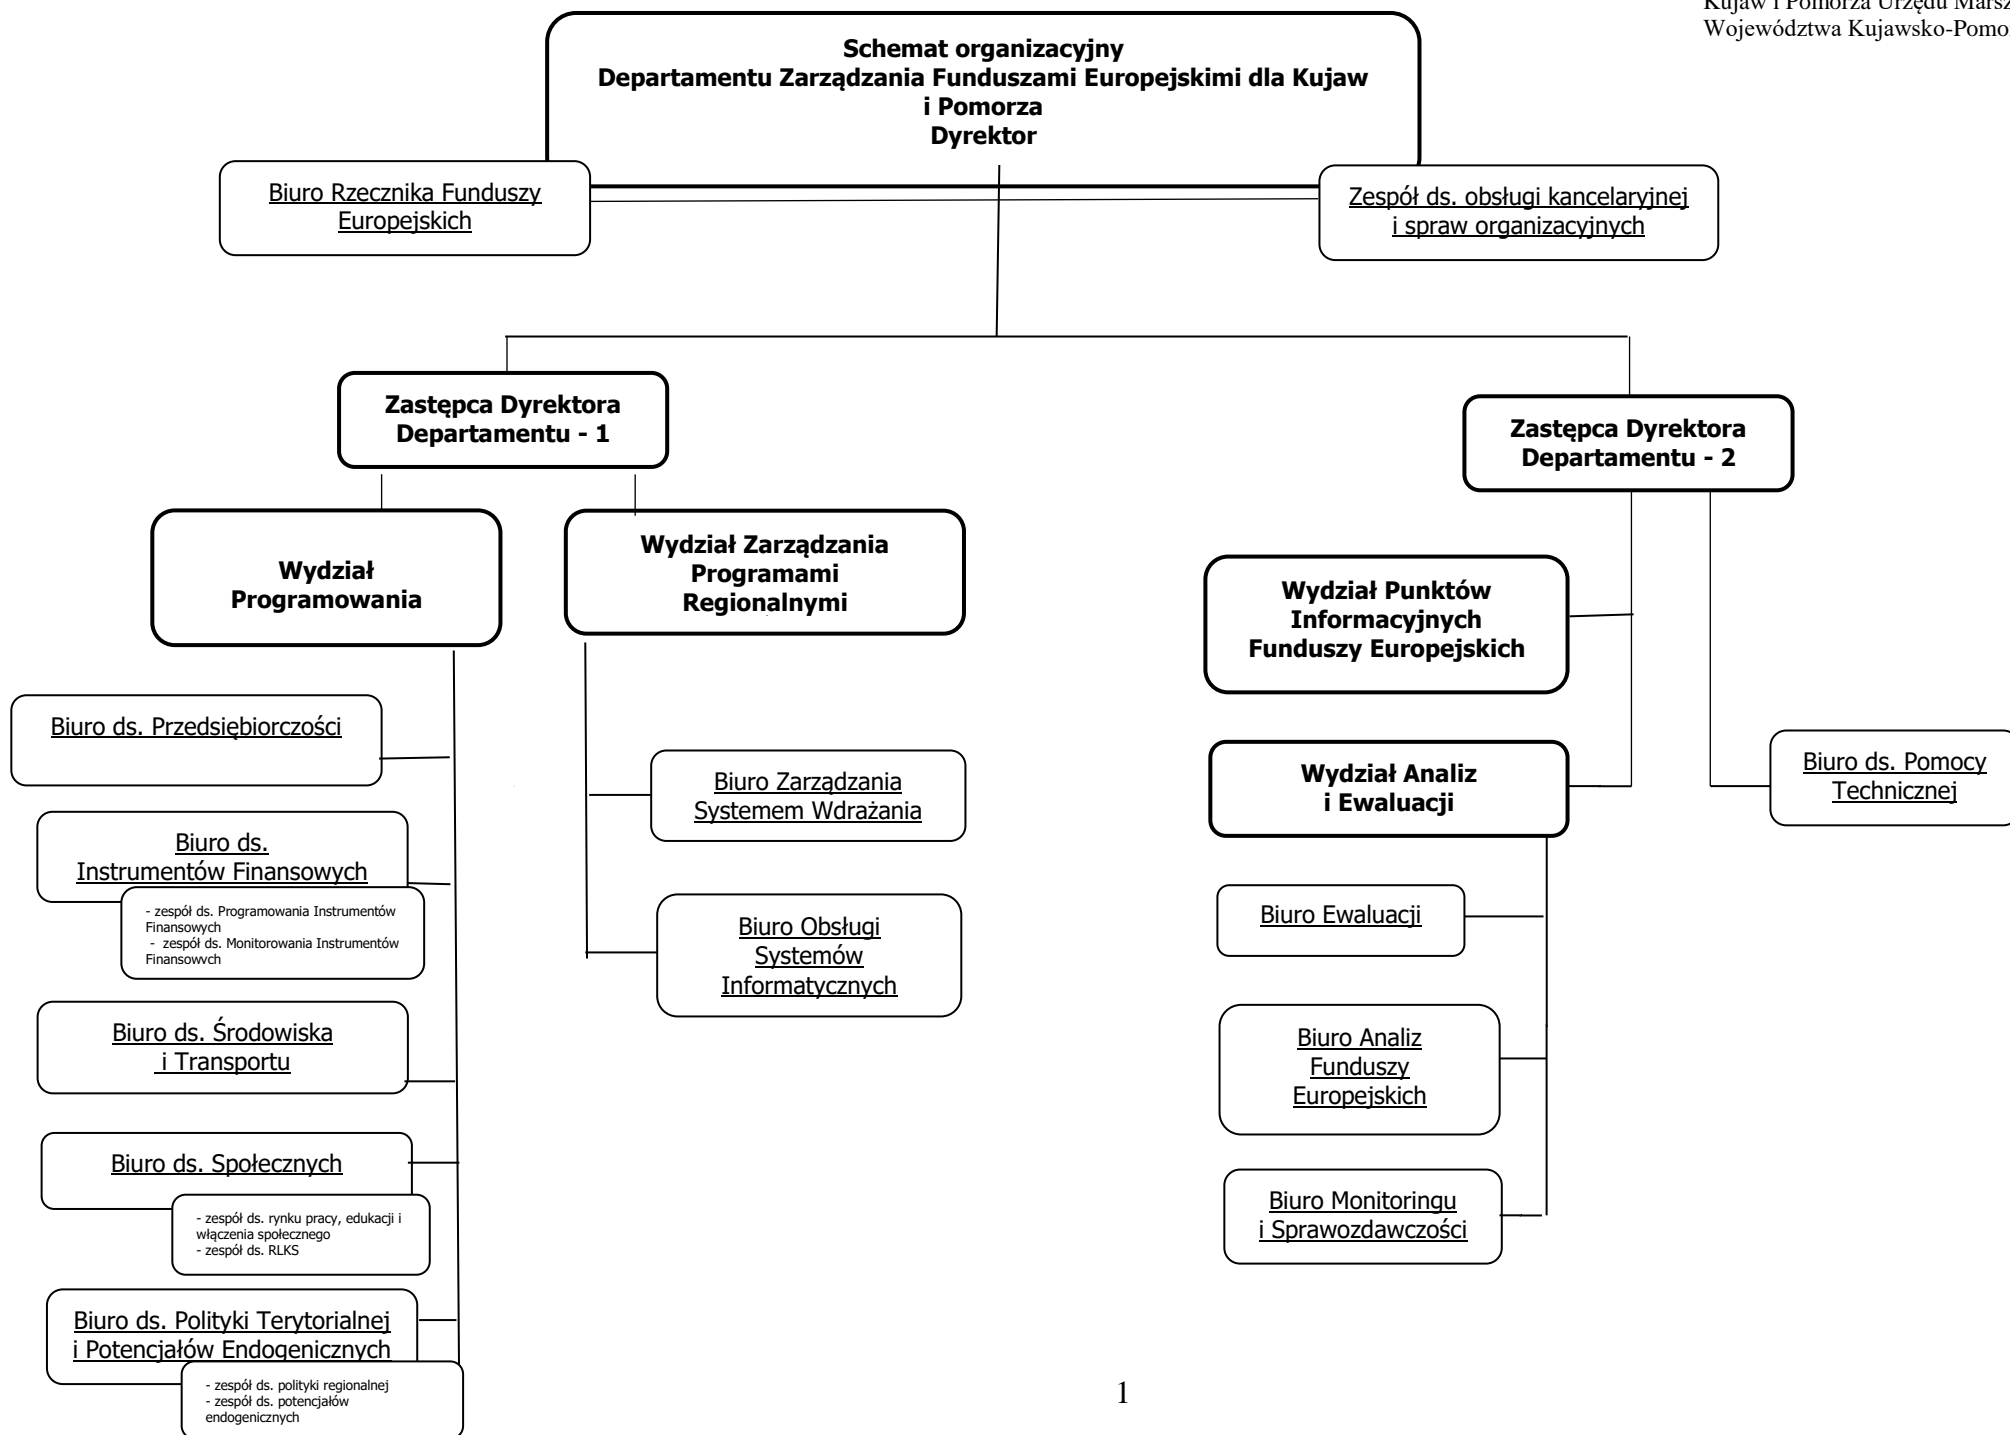 Kujaw i Pomorza Urzędu
Województwa
Schemat organizacyjny
Departamentu Zarządzania Funduszami Europejskimi dla Kujaw
i Pomorza
Dyrektor
Biuro Rzecznika Funduszy
Europejskich
Zespół ds. obsługi kancelaryjnej
i spraw organizacyjnych
Zastępca Dyrektora
Departamentu - 1
Zastępca Dyrektora
Departamentu - 2
Wydział
Programowania
Wydział Zarządzania
Programami
Regionalnymi
Wydział Punktów
Informacyjnych
Funduszy Europejskich
Biuro ds. Przedsiębiorczości
Biuro Zarządzania
Systemem Wdrażania
Wydział Analiz
i Ewaluacji
Biuro ds. Pomocy
Technicznej
Biuro ds.
Instrumentów Finansowych
- zespół ds. Programowania Instrumentów
Finansowych
- zespół ds. Monitorowania Instrumentów
Finansowych
Biuro Obsługi
Systemów
Informatycznych
Biuro Ewaluacji
Biuro ds. Środowiska
i Transportu
Biuro Analiz
Funduszy
Europejskich
Biuro ds. Społecznych
- zespół ds. rynku pracy, edukacji i
włączenia społecznego
- zespół ds. RLKS
Biuro Monitoringu
i Sprawozdawczości
Biuro ds. Polityki Terytorialnej
i Potencjałów Endogenicznych
- zespół ds. polityki regionalnej
- zespół ds. potencjałów
endogenicznych
1